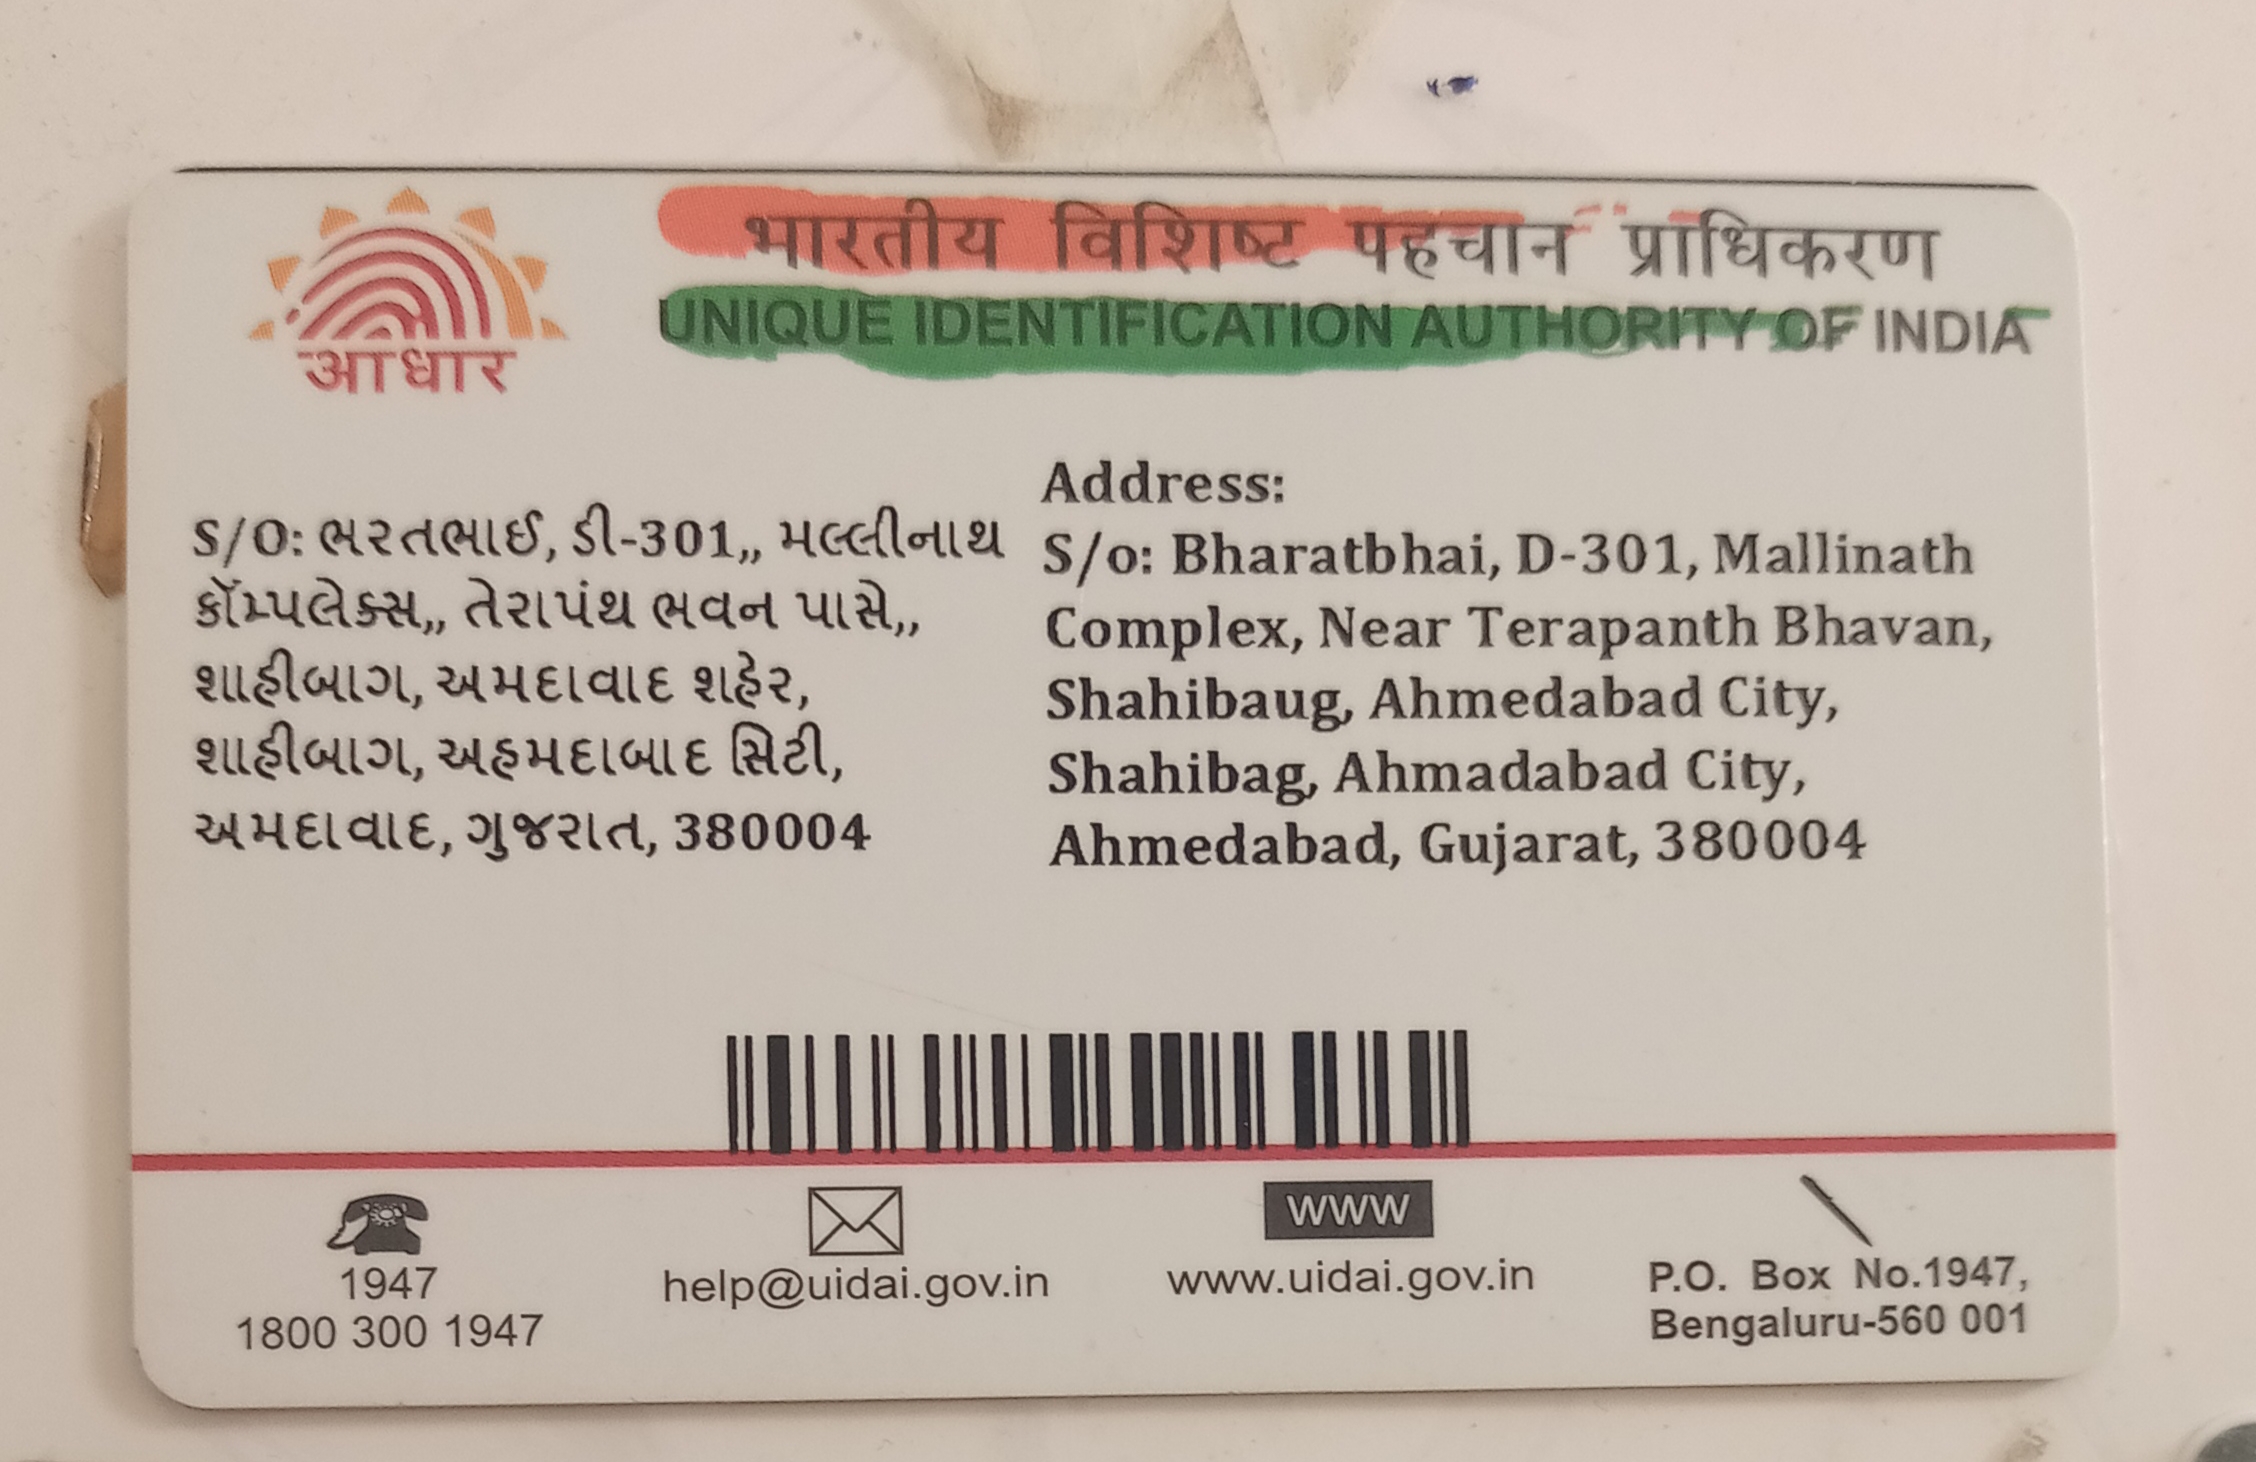 भारतीय विशिष्ट पहचान प्राधिकरण
UNIQUE IDENTIFICATION AUTHORITY OF INDIA
आधार
S/O: ભરતભાઈ, ડી-301,, મલ્લીનાથ
કૉમ્પલેક્સ,, તેરાપંથ ભવન પાસે,,
શાહીબાગ, અમદાવાદ શહેર,
શાહીબાગ, અહમદાબાદ સિટી,
અમદાવાદ, ગુજરાત, 380004
Address:
S/o: Bharatbhai, D-301, Mallinath
Complex, Near Terapanth Bhavan,
Shahibaug, Ahmedabad City,
Shahibag, Ahmadabad City,
Ahmedabad, Gujarat, 380004
1947
1800 300 1947
help@uidai.gov.in
www
www.uidai.gov.in
P.O. Box No.1947,
Bengaluru-560 001